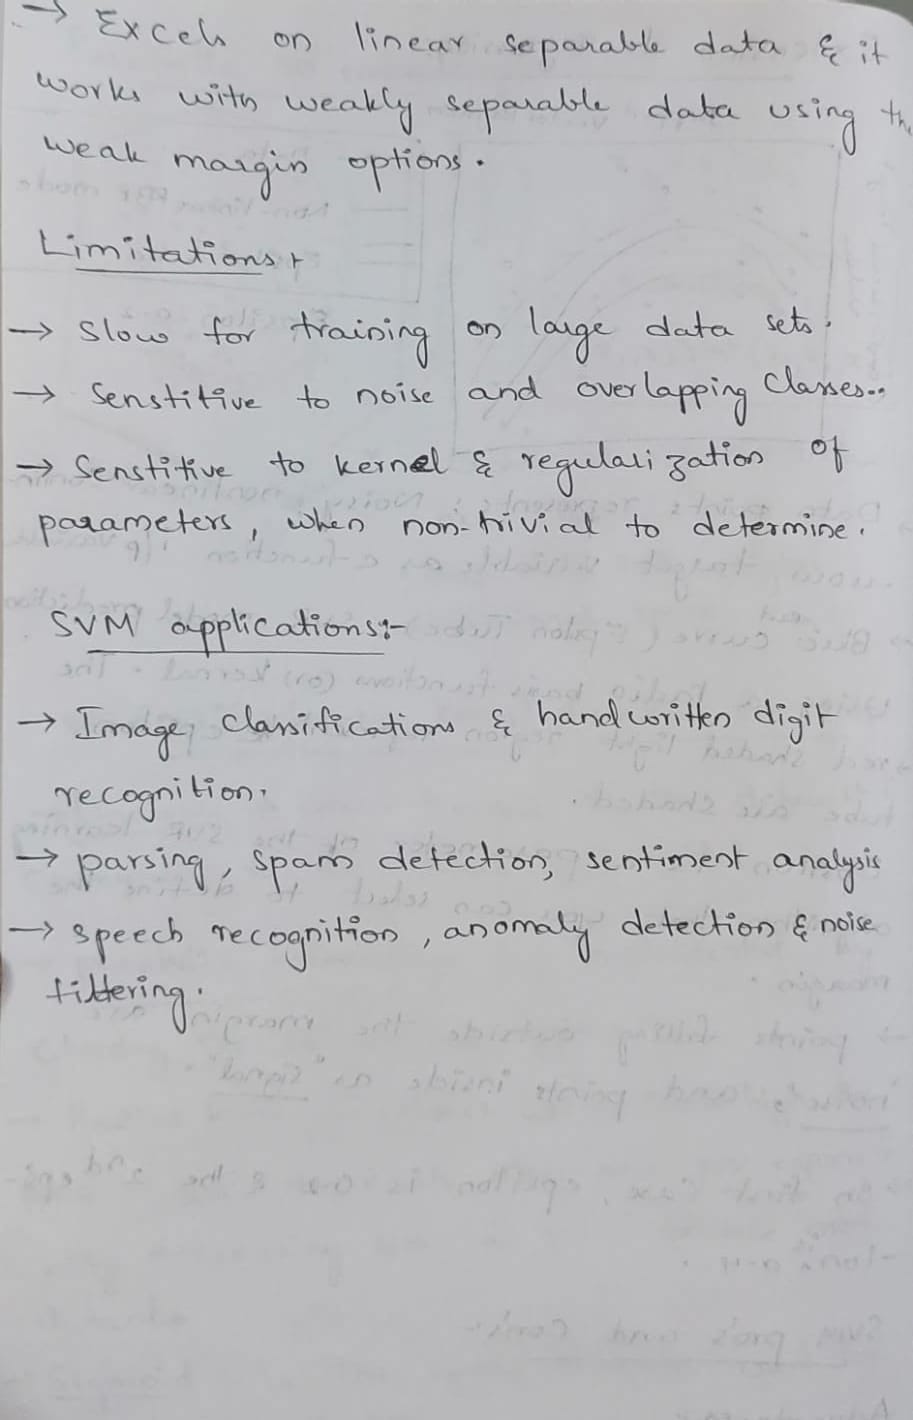 → Excels on linear separable data & it
works with weakly separable data using
weak margin options.
Limitations:
→ slow for training on large data sets.
→ Senstitive to noise and overlapping classes..
→ Senstitive to kernel & regularization of
parameters, when non-trivial to determine.
SVM applications:-
→ Image classifications & handwritten digit
recognition.
→ parsing, spam detection, sentiment analysis
→ speech recognition, anomaly detection & noise
filtering.